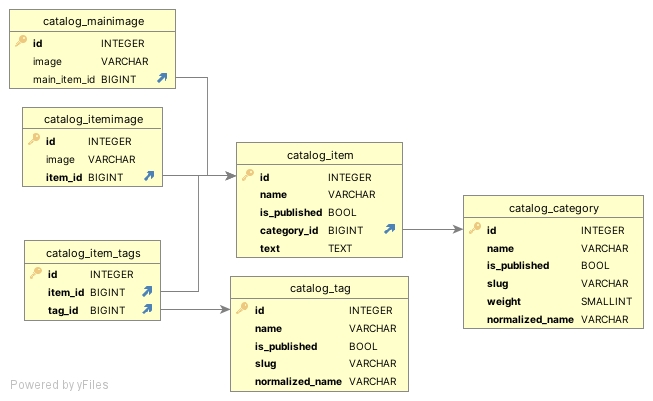 catalog_mainimage
id INTEGER
image VARCHAR
main_item_id BIGINT
catalog_itemimage
id INTEGER
image VARCHAR
item_id BIGINT
catalog_item
id INTEGER
name VARCHAR
is_published BOOL
category_id BIGINT
text TEXT
catalog_category
id INTEGER
name VARCHAR
is_published BOOL
slug VARCHAR
weight SMALLINT
normalized_name VARCHAR
catalog_item_tags
id INTEGER
item_id BIGINT
tag_id BIGINT
catalog_tag
id INTEGER
name VARCHAR
is_published BOOL
slug VARCHAR
normalized_name VARCHAR
Powered by yFiles